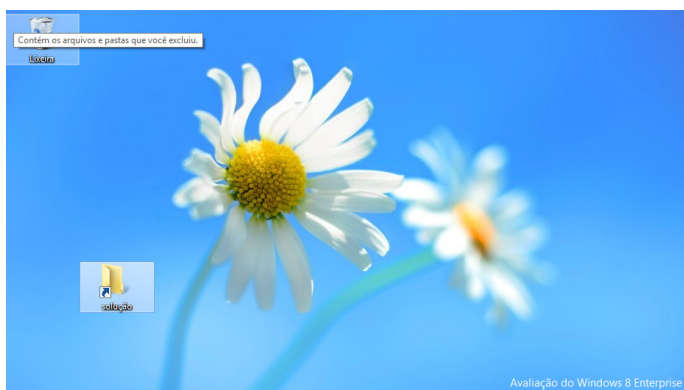 Contém os arquivos e pastas que você excluiu.
Lixeira
solução
Avaliação do Windows 8 Enterprise